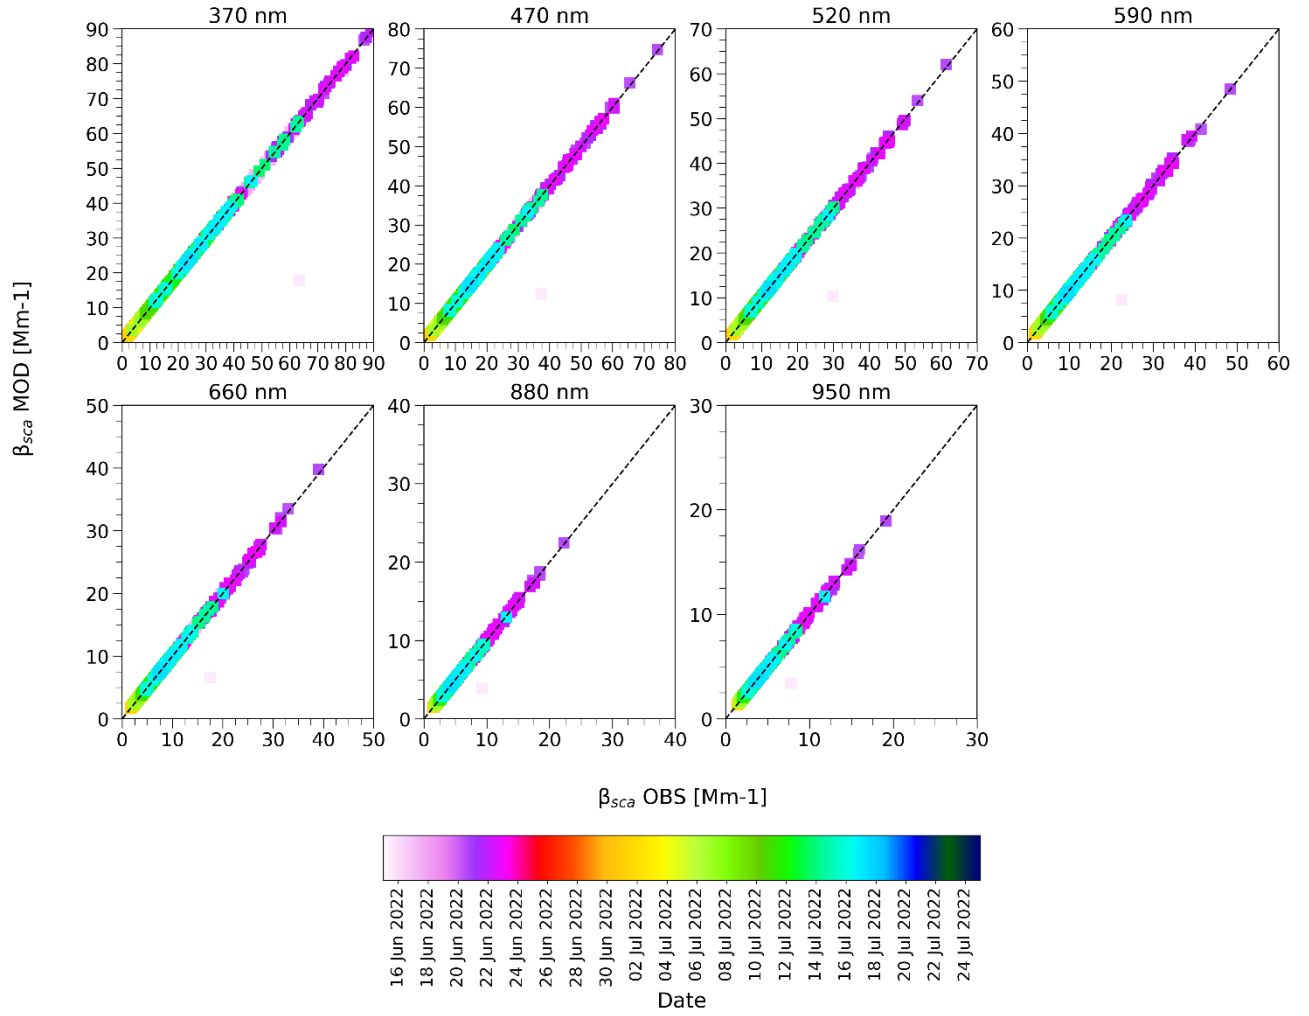 370 nm
470 nm
520 nm
590 nm
90
80
70
60
50
40
30
20
10
0
0 10 20 30 40 50 60 70 80 90
80
70
60
50
40
30
20
10
0
0 10 20 30 40 50 60 70 80
70
60
50
40
30
20
10
0
0 10 20 30 40 50 60 70
60
50
40
30
20
10
0
0 10 20 30 40 50 60
βsca MOD [Mm-1]
660 nm
880 nm
950 nm
50
40
30
20
10
0
0 10 20 30 40 50
40
30
20
10
0
0 10 20 30 40
30
20
10
0
0 10 20 30
βsca OBS [Mm-1]
16 Jun 2022
18 Jun 2022
20 Jun 2022
22 Jun 2022
24 Jun 2022
26 Jun 2022
28 Jun 2022
30 Jun 2022
02 Jul 2022
04 Jul 2022
06 Jul 2022
08 Jul 2022
10 Jul 2022
12 Jul 2022
14 Jul 2022
16 Jul 2022
18 Jul 2022
20 Jul 2022
22 Jul 2022
24 Jul 2022
Date